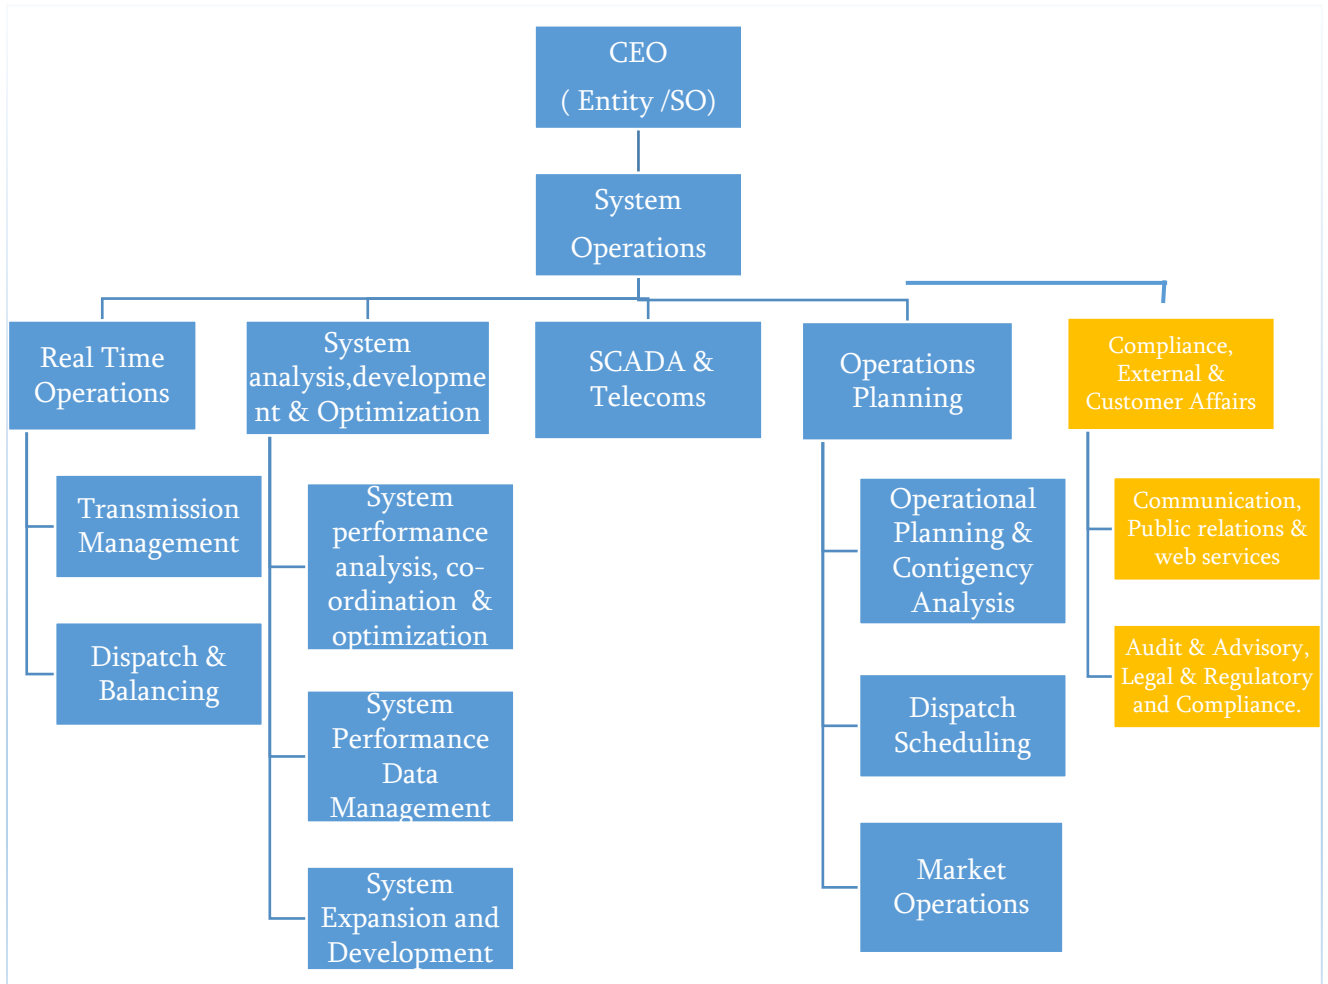 CEO
( Entity /SO)
System
Operations
Real Time
Operations
System
analysis,developme
nt & Optimization
SCADA &
Telecoms
Operations
Planning
Compliance,
External &
Customer Affairs
Transmission
Management
Dispatch &
Balancing
System
performance
analysis, co-
ordination &
optimization
System
Performance
Data
Management
System
Expansion and
Development
Operational
Planning &
Contigency
Analysis
Dispatch
Scheduling
Market
Operations
Communication,
Public relations &
web services
Audit & Advisory,
Legal & Regulatory
and Compliance.